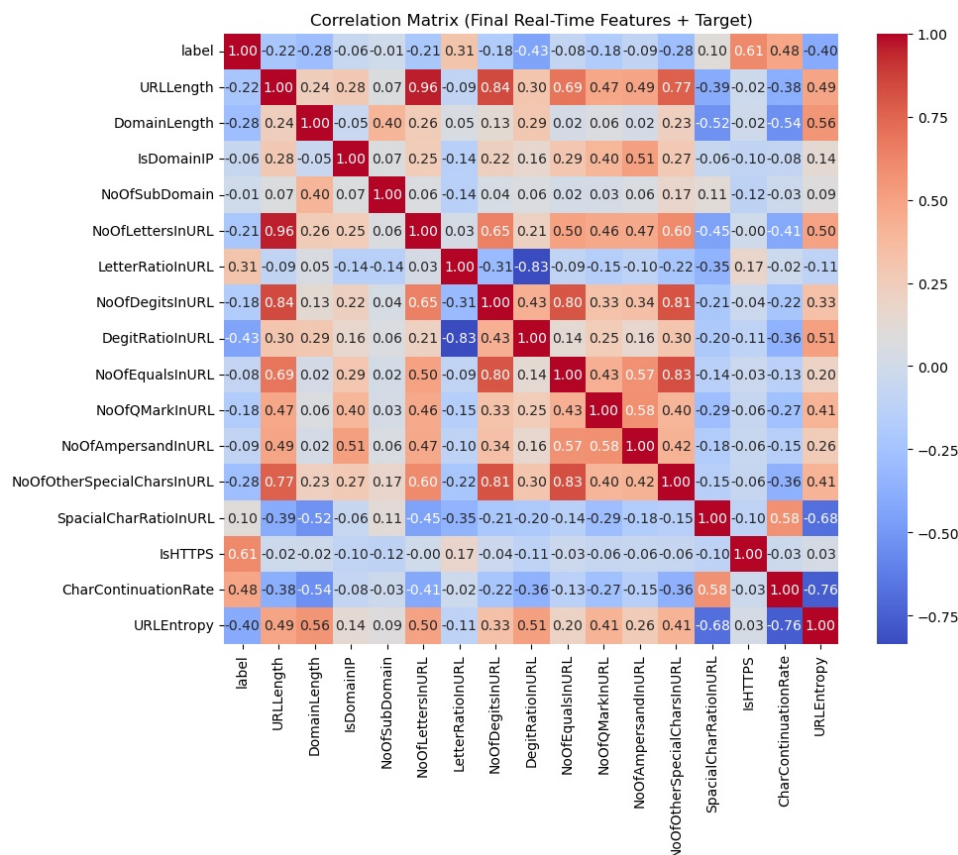 Correlation Matrix (Final Real-Time Features + Target)
label 1.00 -0.22 -0.28 -0.06 -0.01 -0.21 0.31 -0.18 -0.43 -0.08 -0.18 -0.09 -0.28 0.10 0.61 0.48 -0.40
URLLength -0.22 1.00 0.24 0.28 0.07 0.96 -0.09 0.84 0.30 0.69 0.47 0.49 0.77 -0.39 -0.02 -0.38 0.49
DomainLength -0.28 0.24 1.00 -0.05 0.40 0.26 0.05 0.13 0.29 0.02 0.06 0.02 0.23 -0.52 -0.02 -0.54 0.56
IsDomainIP -0.06 0.28 -0.05 1.00 0.07 0.25 -0.14 0.22 0.16 0.29 0.40 0.51 0.27 -0.06 -0.10 -0.08 0.14
NoOfSubDomain -0.01 0.07 0.40 0.07 1.00 0.06 -0.14 0.04 0.06 0.02 0.03 0.06 0.17 0.11 -0.12 -0.03 0.09
NoOfLettersInURL -0.21 0.96 0.26 0.25 0.06 1.00 0.03 0.65 0.21 0.50 0.46 0.47 0.60 -0.45 -0.00 -0.41 0.50
LetterRatioInURL 0.31 -0.09 0.05 -0.14 -0.14 0.03 1.00 -0.31 -0.83 -0.09 -0.15 -0.10 -0.22 -0.35 0.17 -0.02 -0.11
NoOfDegitsInURL -0.18 0.84 0.13 0.22 0.04 0.65 -0.31 1.00 0.43 0.80 0.33 0.34 0.81 -0.21 -0.04 -0.22 0.33
DegitRatioInURL -0.43 0.30 0.29 0.16 0.06 0.21 -0.83 0.43 1.00 0.14 0.25 0.16 0.30 -0.20 -0.11 -0.36 0.51
NoOfEqualsInURL -0.08 0.69 0.02 0.29 0.02 0.50 -0.09 0.80 0.14 1.00 0.43 0.57 0.83 -0.14 -0.03 -0.13 0.20
NoOfQMarkInURL -0.18 0.47 0.06 0.40 0.03 0.46 -0.15 0.33 0.25 0.43 1.00 0.58 0.40 -0.29 -0.06 -0.27 0.41
NoOfAmpersandInURL -0.09 0.49 0.02 0.51 0.06 0.47 -0.10 0.34 0.16 0.57 0.58 1.00 0.42 -0.18 -0.06 -0.15 0.26
NoOfOtherSpecialCharsInURL -0.28 0.77 0.23 0.27 0.17 0.60 -0.22 0.81 0.30 0.83 0.40 0.42 1.00 -0.15 -0.06 -0.36 0.41
SpacialCharRatioInURL 0.10 -0.39 -0.52 -0.06 0.11 -0.45 -0.35 -0.21 -0.20 -0.14 -0.29 -0.18 -0.15 1.00 -0.10 0.58 -0.68
IsHTTPS 0.61 -0.02 -0.02 -0.10 -0.12 -0.00 0.17 -0.04 -0.11 -0.03 -0.06 -0.06 -0.06 -0.10 1.00 -0.03 0.03
CharContinuationRate 0.48 -0.38 -0.54 -0.08 -0.03 -0.41 -0.02 -0.22 -0.36 -0.13 -0.27 -0.15 -0.36 0.58 -0.03 1.00 -0.76
URLEntropy -0.40 0.49 0.56 0.14 0.09 0.50 -0.11 0.33 0.51 0.20 0.41 0.26 0.41 -0.68 0.03 -0.76 1.00
label
URLLength
DomainLength
IsDomainIP
NoOfSubDomain
NoOfLettersInURL
LetterRatioInURL
NoOfDegitsInURL
DegitRatioInURL
NoOfEqualsInURL
NoOfQMarkInURL
NoOfAmpersandInURL
NoOfOtherSpecialCharsInURL
SpacialCharRatioInURL
IsHTTPS
CharContinuationRate
URLEntropy
1.00
0.75
0.50
0.25
0.00
−0.25
−0.50
−0.75